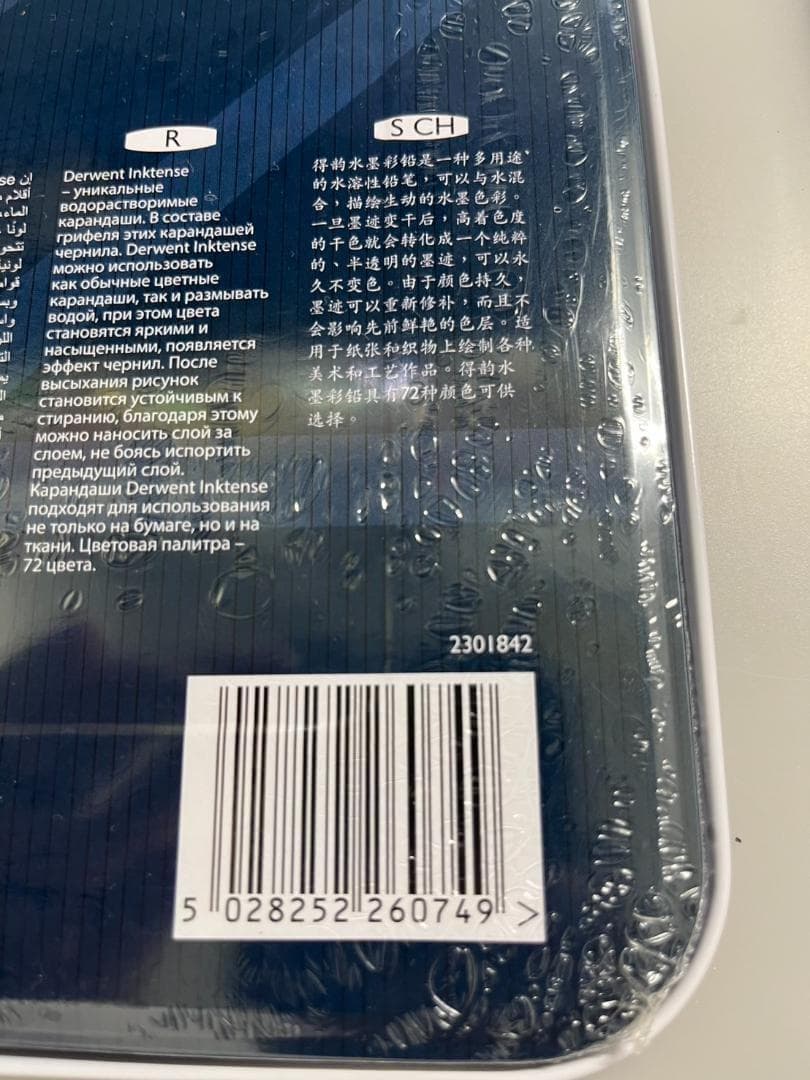 R
Derwent Inktense
– уникальные
водорастворимые
карандаши. В составе
грифеля этих карандашей
чернила. Derwent Inktense
можно использовать
как обычные цветные
карандаши, так и размывать
водой, при этом цвета
становятся яркими и
насыщенными, появляется
эффект чернил. После
высыхания рисунок
становится устойчивым к
стиранию, благодаря этому
можно наносить слой за
слоем, не боясь испортить
предыдущий слой.
Карандаши Derwent Inktense
подходят для использования
не только на бумаге, но и на
ткани. Цветовая палитра –
72 цвета.
S CH
得韵水墨彩铅是一种多用途
的水溶性铅笔，可以与水混
合，描绘生动的水墨色彩。
一旦墨迹变干后，高着色度
的干色就会转化成一个纯粹
的、半透明的墨迹，可以永
久不变色。由于颜色持久，
墨迹可以重新修补，而且不
会影响先前鲜艳的色层。适
用于纸张和织物上绘制各种
美术和工艺作品。得韵水
墨彩铅具有72种颜色可供
选择。
2301842
5 028252 260749 >